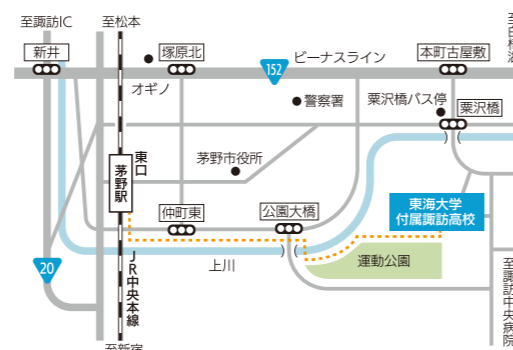 至諏訪IC
至松本
新井
塚原北
ビーナスライン
本町古屋敷
オギノ
152
警察署
粟沢橋バス停
粟沢橋
東口
茅野駅
茅野市役所
仲町東
公園大橋
東海大学
付属諏訪高校
20
JR中央本線
上川
運動公園
至諏訪中央病院
至新宿